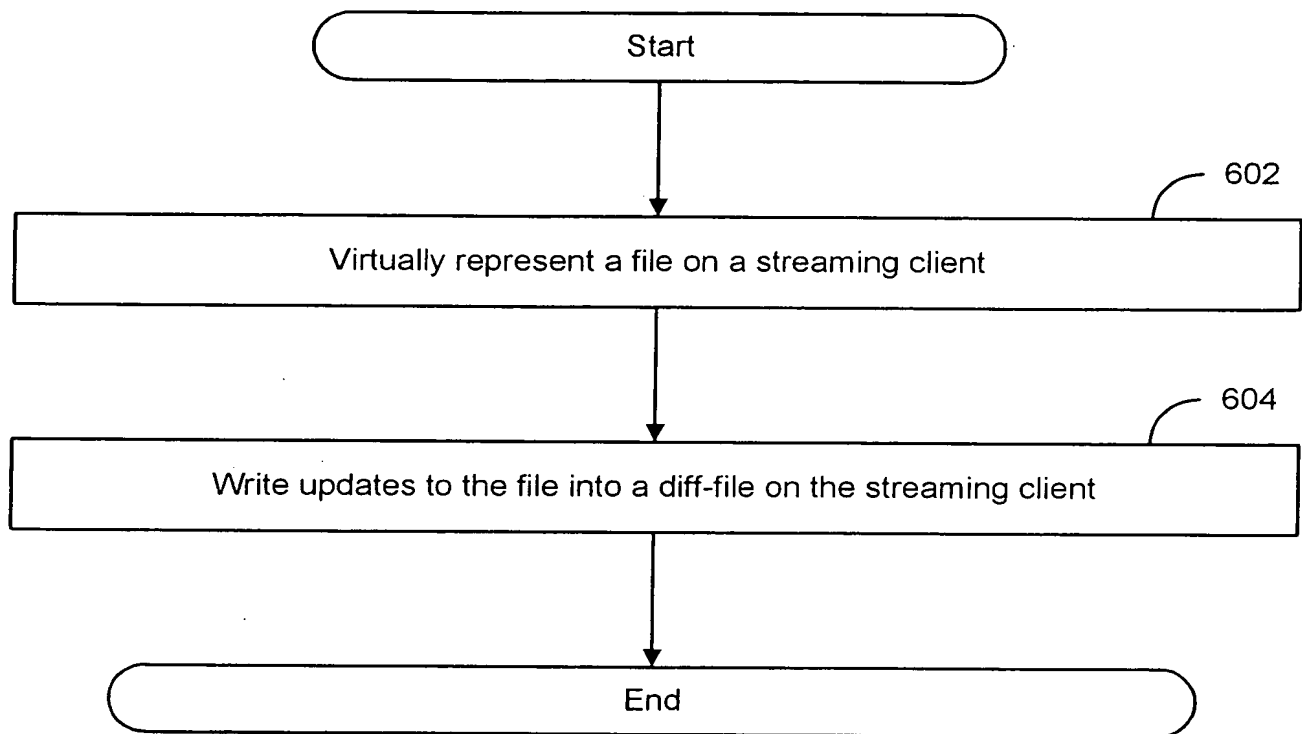 Start
602
Virtually represent a file on a streaming client
604
Write updates to the file into a diff-file on the streaming client
End